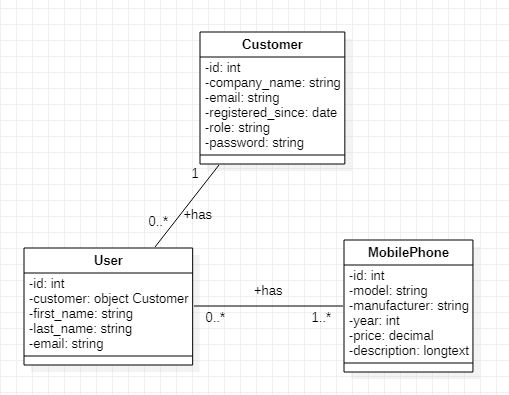 Customer
-id: int
-company_name: string
-email: string
-registered_since: date
-role: string
-password: string
1
0..*
+has
User
-id: int
-customer: object Customer
-first_name: string
-last_name: string
-email: string
+has
0..*
1..*
MobilePhone
-id: int
-model: string
-manufacturer: string
-year: int
-price: decimal
-description: longtext